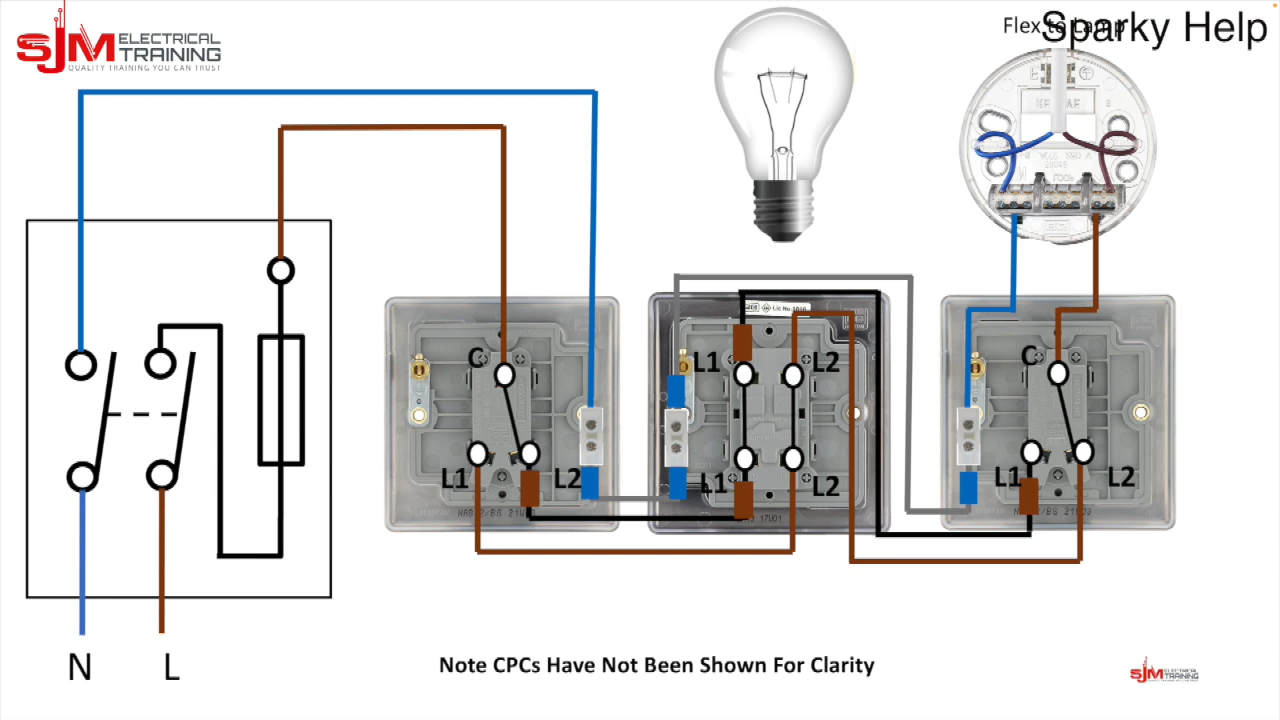 SJM ELECTRICAL
TRAINING
QUALITY TRAINING YOU CAN TRUST
Flex to Lamp
Sparky Help
C
L1
L2
L1
L2
L1
L2
C
L1
L2
N
L
Note CPCs Have Not Been Shown For Clarity
SJM ELECTRICAL
TRAINING